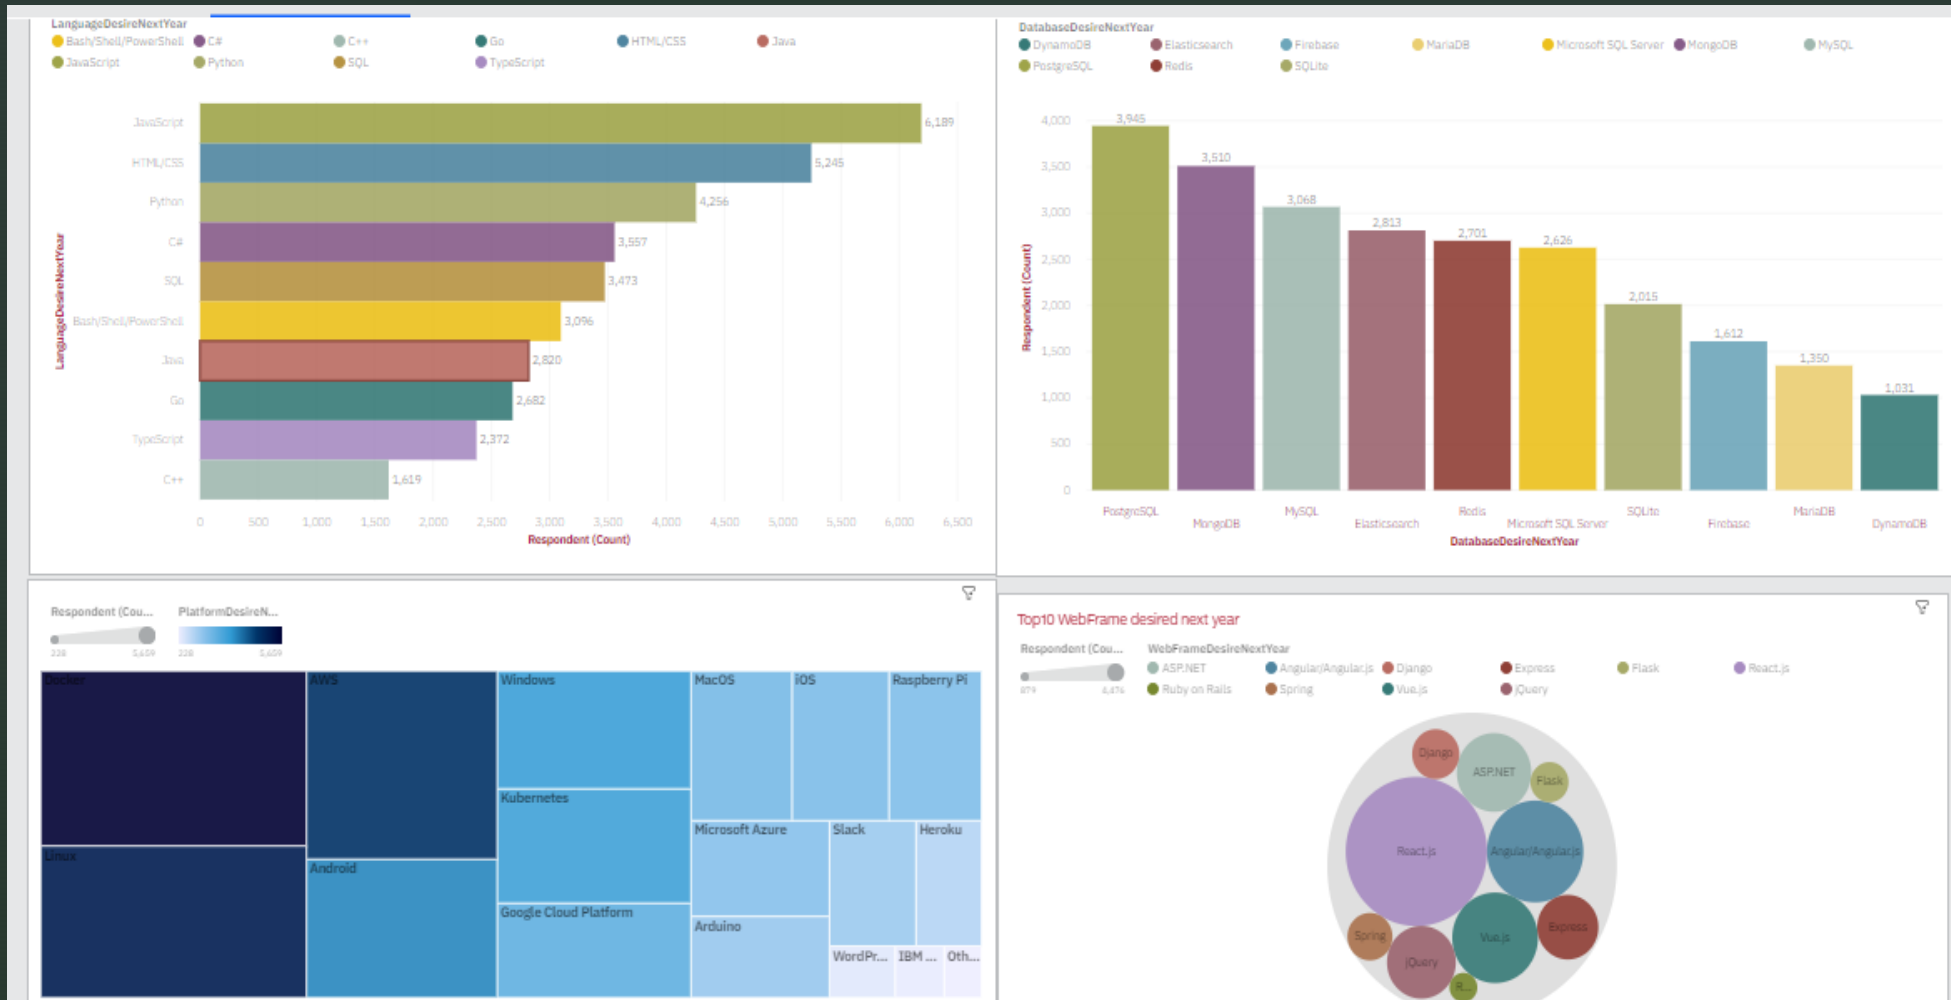 LanguageDesireNextYear
Bash/Shell/PowerShell C# C++ Go HTML/CSS Java
JavaScript Python SQL TypeScript
LanguageDesireNextYear
JavaScript 6,189
HTML/CSS 5,245
Python 4,256
C# 3,557
SQL 3,473
Bash/Shell/PowerShell 3,096
Java 2,820
Go 2,682
TypeScript 2,372
C++ 1,619
0 500 1,000 1,500 2,000 2,500 3,000 3,500 4,000 4,500 5,000 5,500 6,000 6,500
Respondent (Count)
DatabaseDesireNextYear
DynamoDB Elasticsearch Firebase MariaDB Microsoft SQL Server MongoDB MySQL
PostgreSQL Redis SQLite
Respondent (Count)
4,000
3,500
3,000
2,500
2,000
1,500
1,000
500
0
3,945 3,510 3,068 2,813 2,701 2,626 2,015 1,612 1,350 1,031
PostgreSQL MongoDB MySQL Elasticsearch Redis Microsoft SQL Server SQLite Firebase MariaDB DynamoDB
DatabaseDesireNextYear
Respondent (Cou... PlatformDesireN...
228 5,659 228 5,659
Docker AWS Windows MacOS iOS Raspberry Pi
Kubernetes
Microsoft Azure Slack Heroku
Linux
Android
Google Cloud Platform
Arduino
WordPr... IBM ... Oth...
Top10 WebFrame desired next year
Respondent (Cou... WebFrameDesireNextYear
879 4,476
ASP.NET Angular/Angular.js Django Express Flask React.js
Ruby on Rails Spring Vue.js jQuery
Django
ASP.NET
Flask
React.js
Angular/Angular.js
Express
Spring
Vue.js
jQuery
R...